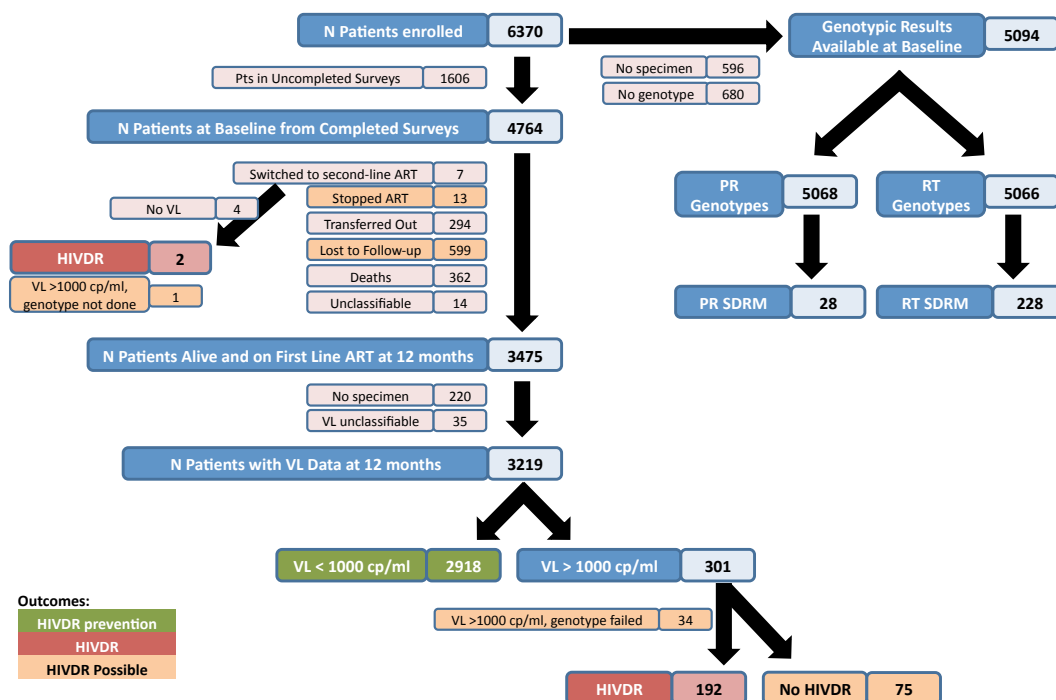 N Patients enrolled 6370
Genotypic Results
Available at Baseline 5094
Pts in Uncompleted Surveys 1606
No specimen 596
No genotype 680
N Patients at Baseline from Completed Surveys 4764
Switched to second-line ART 7
Stopped ART 13
No VL 4
Transferred Out 294
Lost to Follow-up 599
Deaths 362
Unclassifiable 14
HIVDR 2
VL >1000 cp/ml,
genotype not done 1
PR
Genotypes 5068
RT
Genotypes 5066
PR SDRM 28
RT SDRM 228
N Patients Alive and on First Line ART at 12 months 3475
No specimen 220
VL unclassifiable 35
N Patients with VL Data at 12 months 3219
VL < 1000 cp/ml 2918
VL > 1000 cp/ml 301
VL >1000 cp/ml, genotype failed 34
HIVDR 192
No HIVDR 75
Outcomes:
HIVDR prevention
HIVDR
HIVDR Possible